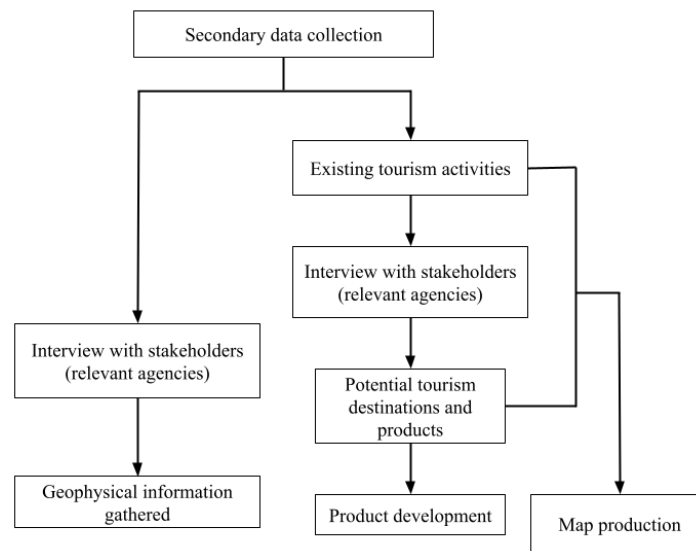 Secondary data collection
Existing tourism activities
Interview with stakeholders
(relevant agencies)
Interview with stakeholders
(relevant agencies)
Potential tourism
destinations and
products
Geophysical information
gathered
Product development
Map production